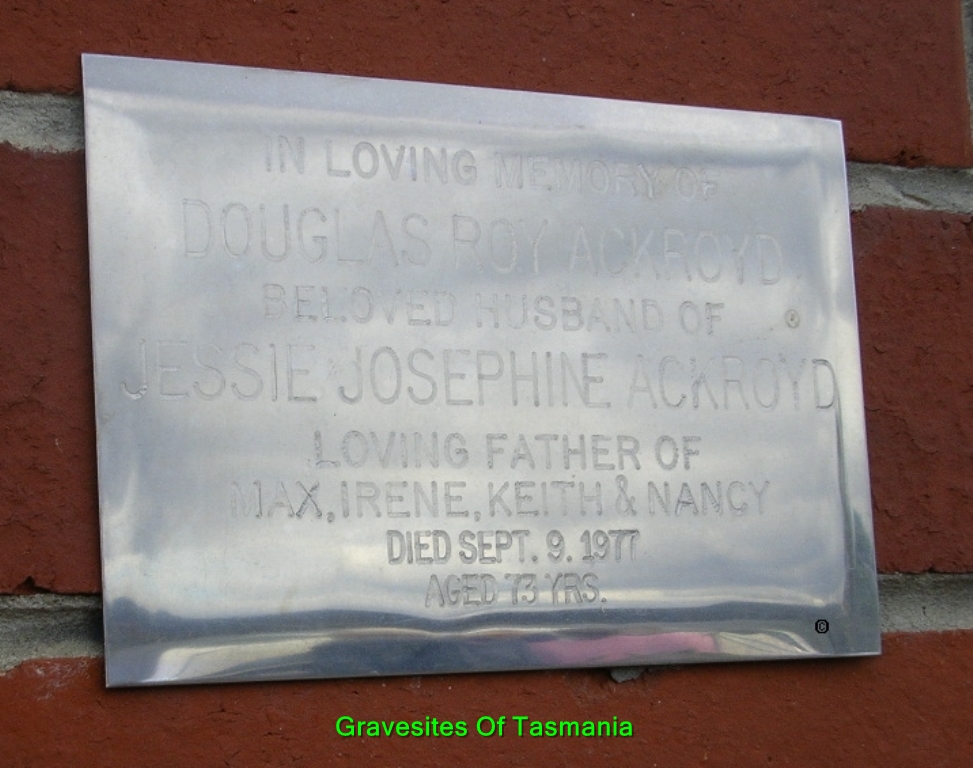 IN LOVING MEMORY OF
DOUGLAS ROY ACKROYD
BELOVED HUSBAND OF
JESSIE JOSEPHINE ACKROYD
LOVING FATHER OF
MAX, IRENE, KEITH & NANCY
DIED SEPT. 9. 1977
AGED 73 YRS.
©
Gravesites Of Tasmania